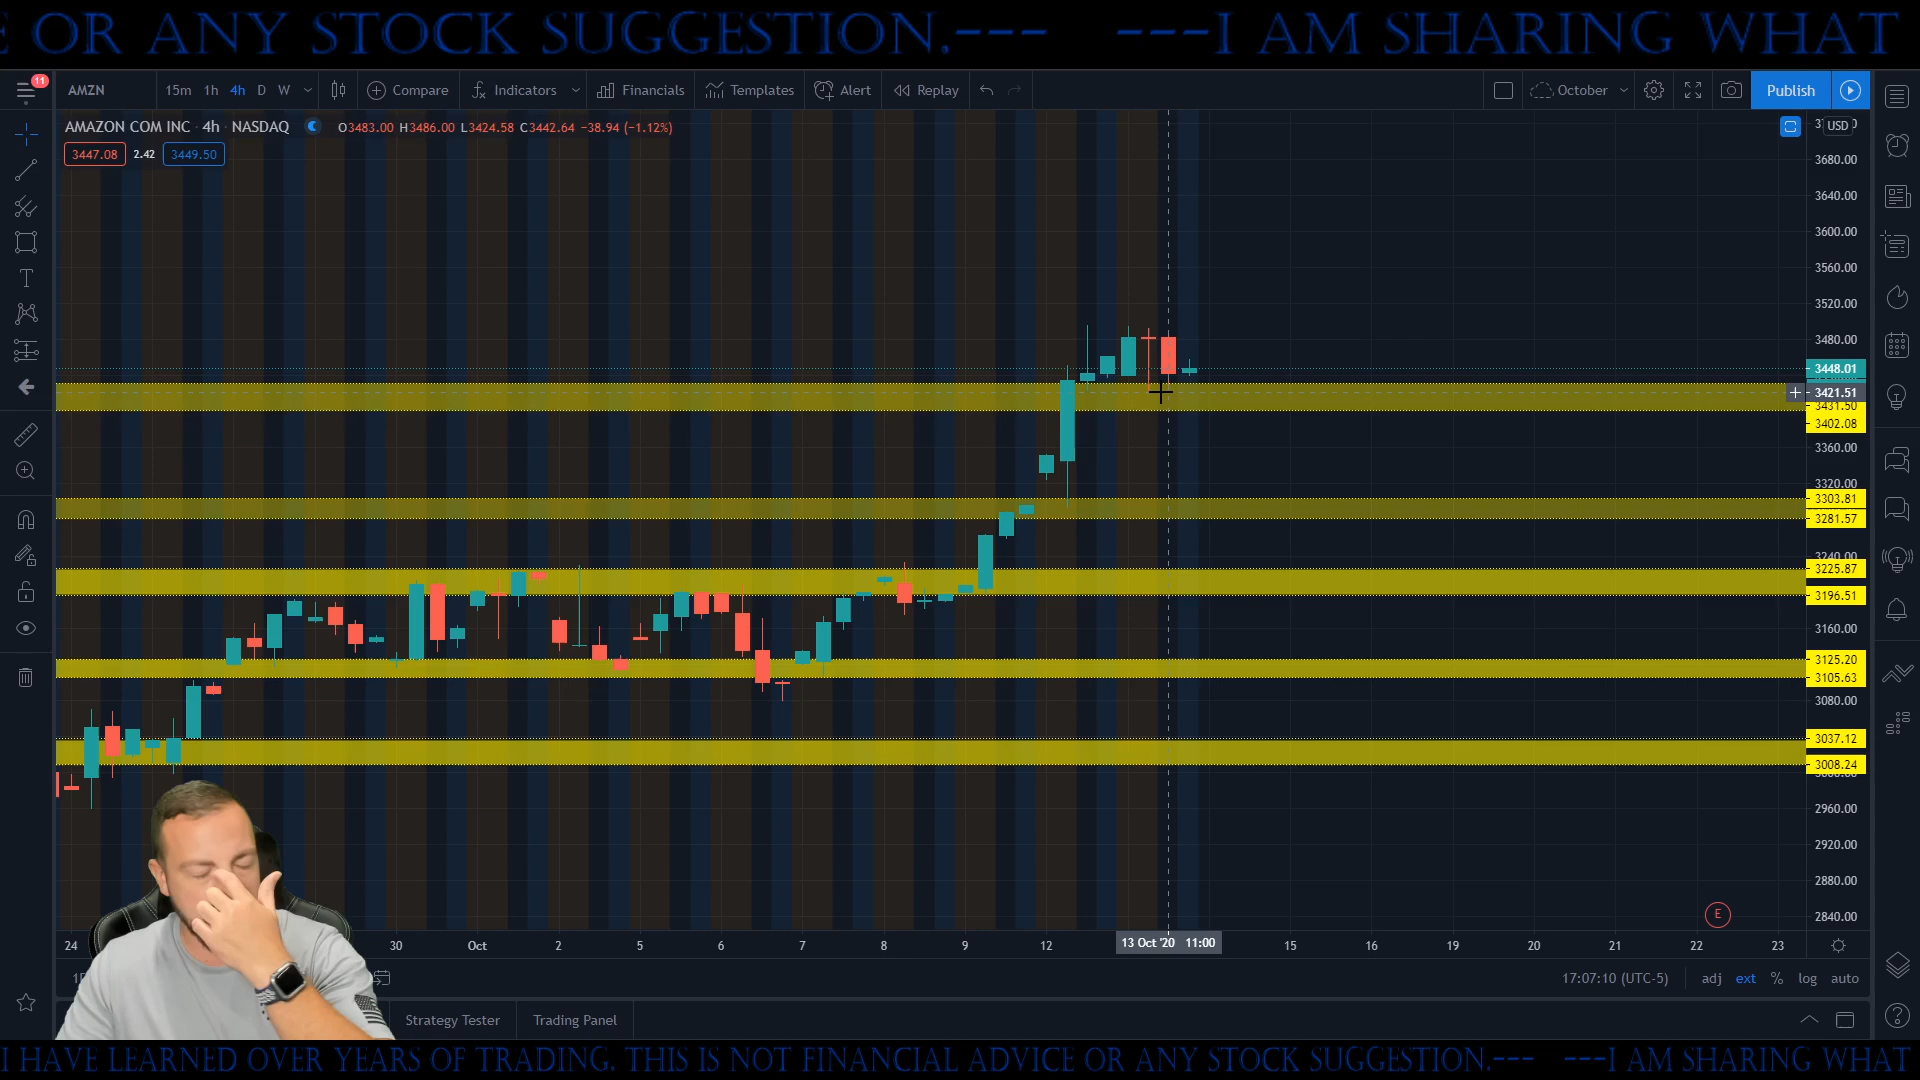 E OR ANY STOCK SUGGESTION.---   ---I AM SHARING WHAT
11
AMZN 15m 1h 4h D W Compare Indicators Financials Templates Alert Replay October Publish
AMAZON COM INC · 4h · NASDAQ O3483.00 H3486.00 L3424.58 C3442.64 −38.94 (−1.12%)
USD
3447.08 2.42 3449.50
3680.00
3640.00
3600.00
3560.00
3520.00
3480.00
3448.01
3421.51
3431.50
3402.08
3360.00
3320.00
3303.81
3281.57
3240.00
3225.87
3196.51
3160.00
3125.20
3105.63
3080.00
3037.12
3008.24
2960.00
2920.00
2880.00
2840.00
E
24 30 Oct 2 5 6 7 8 9 12 13 Oct '20 11:00 15 16 19 20 21 22 23
17:07:10 (UTC-5) adj ext % log auto
Strategy Tester Trading Panel
I HAVE LEARNED OVER YEARS OF TRADING. THIS IS NOT FINANCIAL ADVICE OR ANY STOCK SUGGESTION.---   ---I AM SHARING WHAT